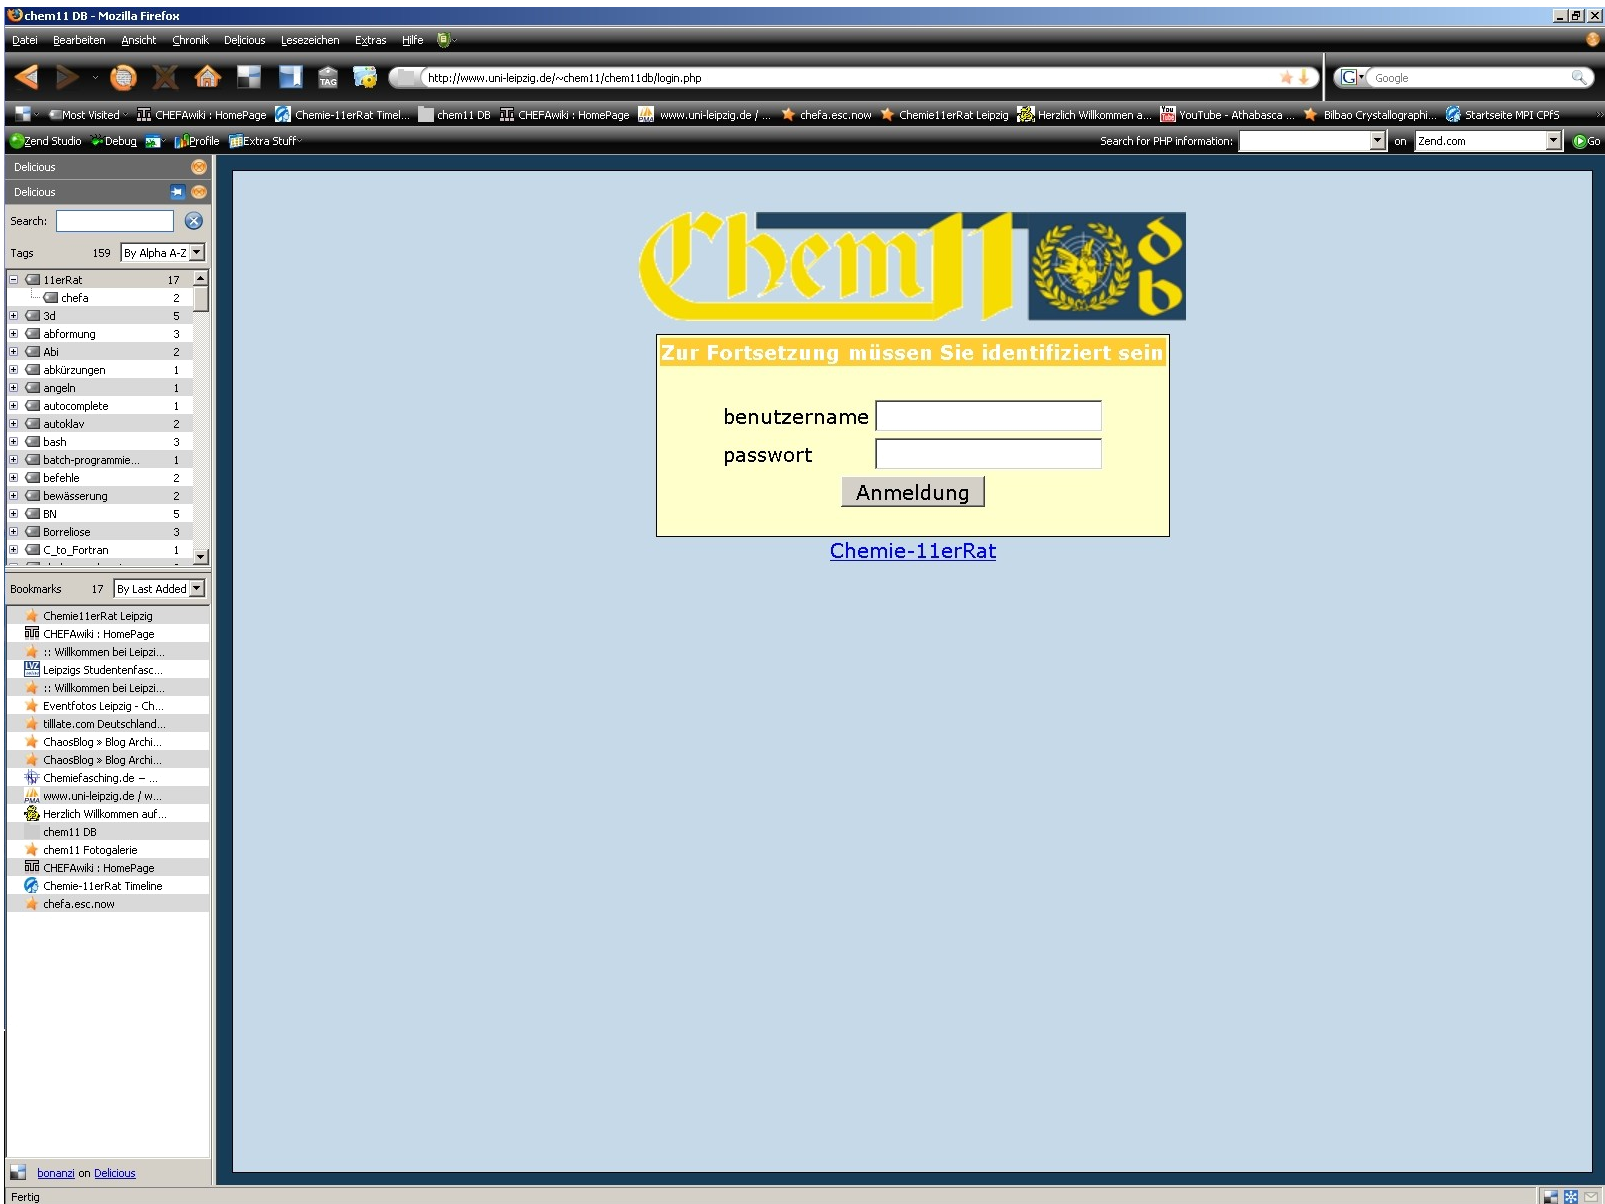 chem11 DB - Mozilla Firefox
Datei Bearbeiten Ansicht Chronik Delicious Lesezeichen Extras Hilfe
TAG http://www.uni-leipzig.de/~chem11/chem11db/login.php G Google
Most Visited CHEFAwiki : HomePage Chemie-11erRat Timel... chem11 DB CHEFAwiki : HomePage PMA www.uni-leipzig.de / ... chefa.esc.now Chemie11erRat Leipzig Herzlich Willkommen a... You Tube YouTube - Athabasca ... Bilbao Crystallographi... Startseite MPI CPfS
Zend Studio Debug Profile Extra Stuff Search for PHP information: on Zend.com Go
Delicious
Delicious
Search:
Tags 159 By Alpha A-Z
11erRat 17
chefa 2
3d 5
abformung 3
Abi 2
abkürzungen 1
angeln 1
autocomplete 1
autoklav 2
bash 3
batch-programmie... 1
befehle 2
bewässerung 2
BN 5
Borreliose 3
C_to_Fortran 1
Bookmarks 17 By Last Added
Chemie11erRat Leipzig
CHEFAwiki : HomePage
:: Willkommen bei Leipzi...
LVZ Leipzigs Studentenfasc...
:: Willkommen bei Leipzi...
Eventfotos Leipzig - Ch...
tilllate.com Deutschland...
ChaosBlog » Blog Archi...
ChaosBlog » Blog Archi...
Chemiefasching.de – ...
PMA www.uni-leipzig.de / w...
Herzlich Willkommen auf...
chem11 DB
chem11 Fotogalerie
CHEFAwiki : HomePage
Chemie-11erRat Timeline
chefa.esc.now
bonanzi on Delicious
Chem11 db
Zur Fortsetzung müssen Sie identifiziert sein
benutzername
passwort
Anmeldung
Chemie-11erRat
Fertig